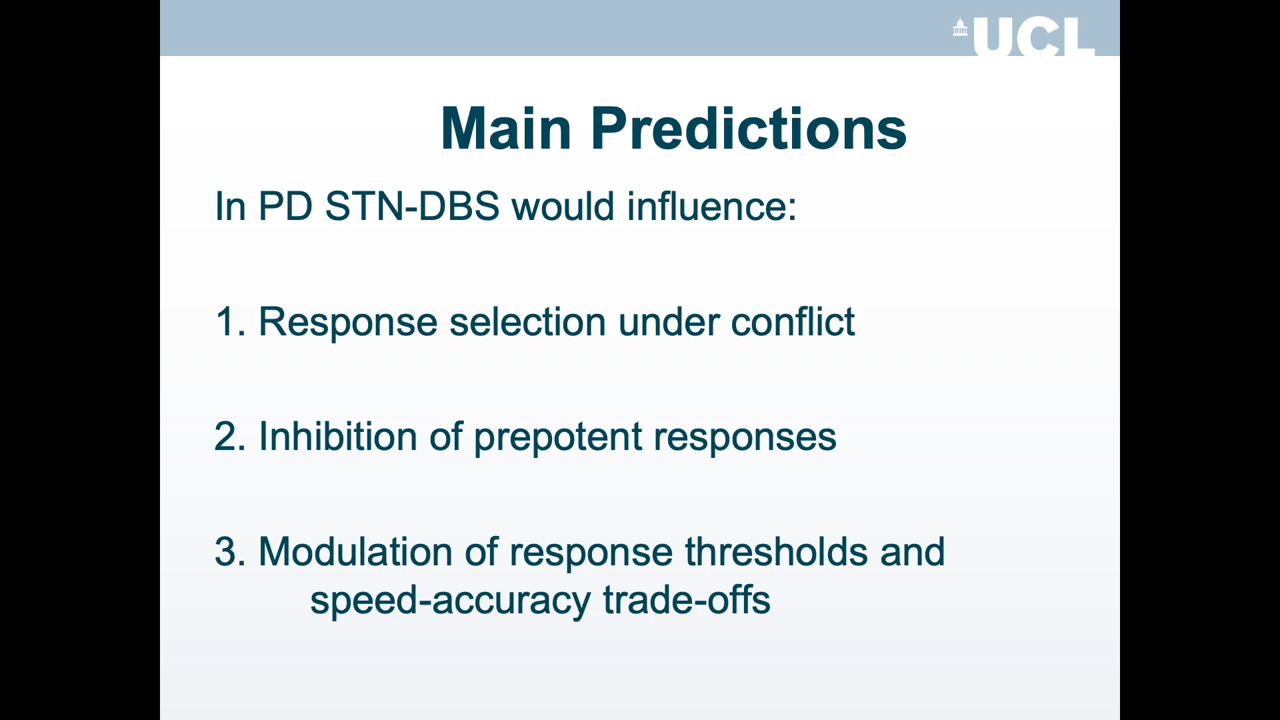 UCL
Main Predictions
In PD STN-DBS would influence:
1. Response selection under conflict
2. Inhibition of prepotent responses
3. Modulation of response thresholds and
speed-accuracy trade-offs